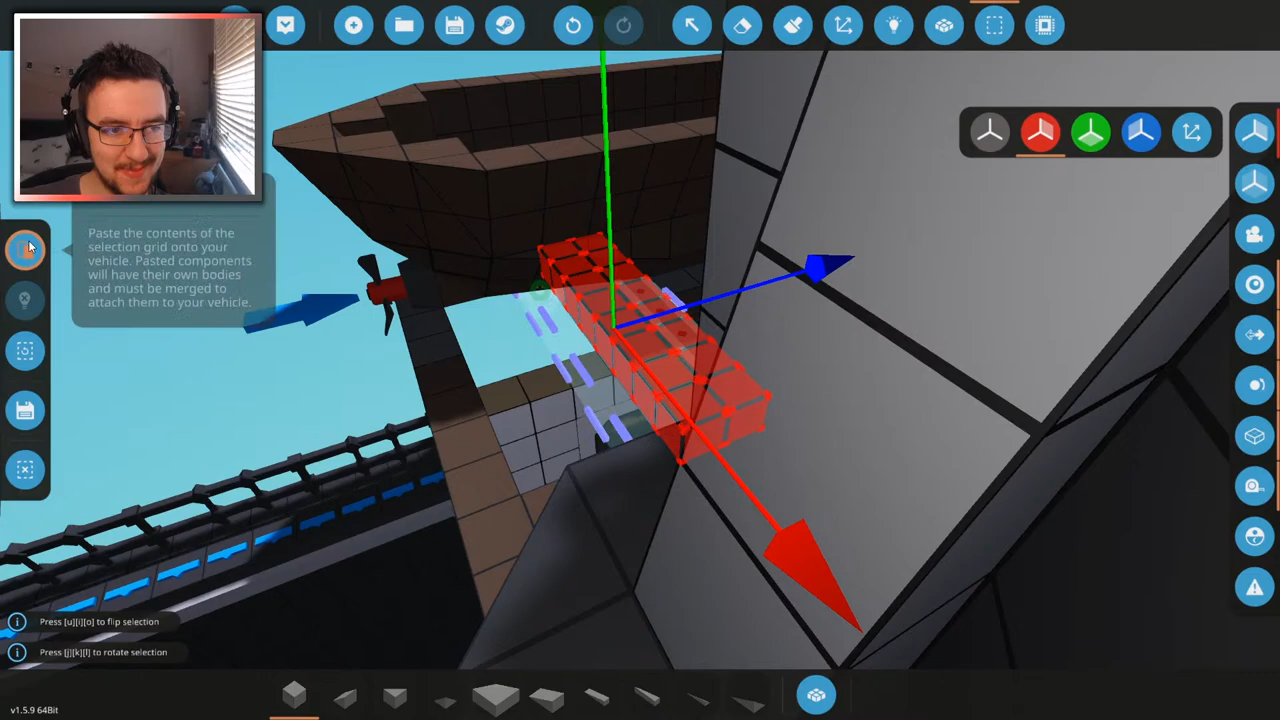 Paste the contents of the
selection grid onto your
vehicle. Pasted components
will have their own bodies
and must be merged to
attach them to your vehicle.
Press [u][i][o] to flip selection
Press [j][k][l] to rotate selection
v1.5.9 64Bit